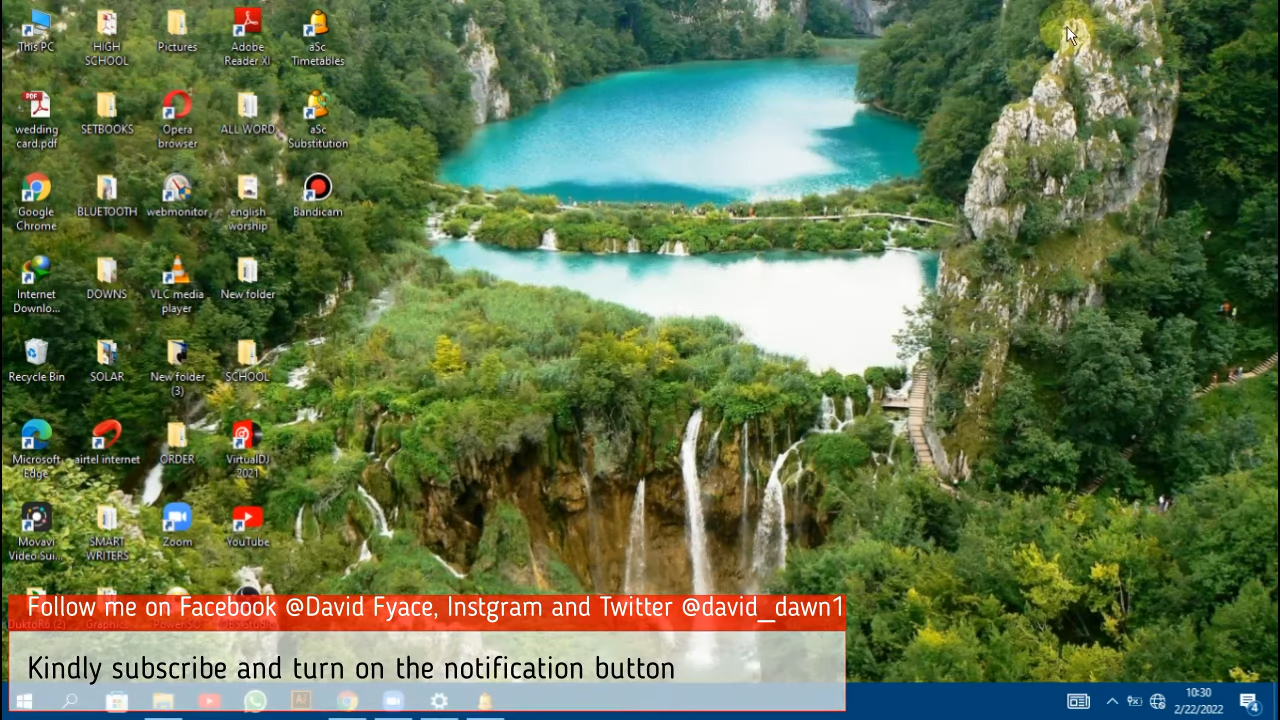 This PC
HIGH
SCHOOL
Pictures
Adobe
Reader XI
aSc
Timetables
wedding
card.pdf
SETBOOKS
Opera
browser
ALL WORD
aSc
Substitution
Google
Chrome
BLUETOOTH
webmonitor
english
worship
Bandicam
Internet
Downlo...
DOWNS
VLC media
player
New folder
Recycle Bin
SOLAR
New folder
(3)
SCHOOL
Microsoft
Edge
airtel internet
ORDER
VirtualDJ
2021
Movavi
Video Sui...
SMART
WRITERS
Zoom
YouTube
Follow me on Facebook @David Fyace, Instgram and Twitter @david_dawn1
Kindly subscribe and turn on the notification button
10:30
2/22/2022
4